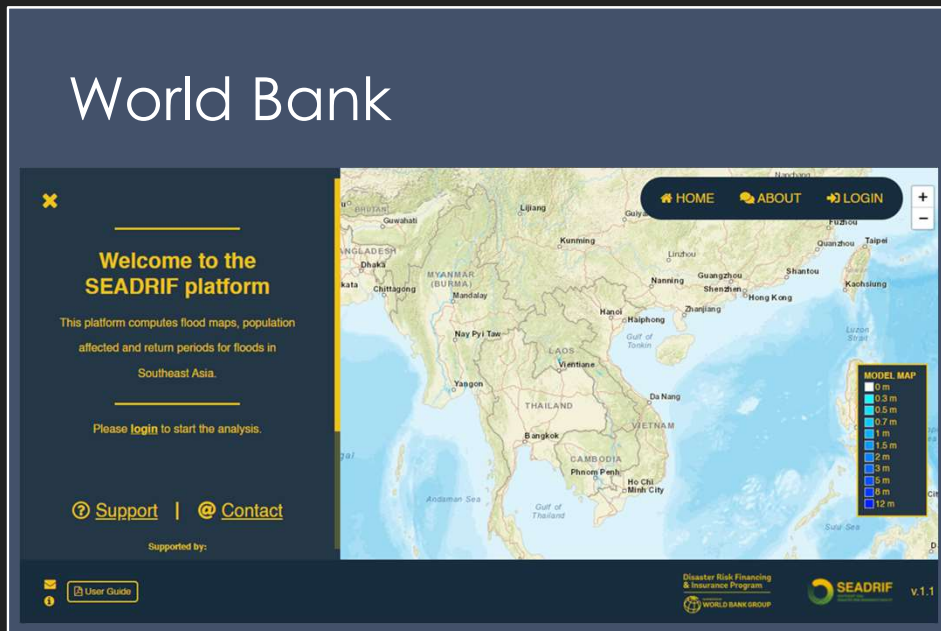 World Bank
HOME
ABOUT
LOGIN
+
−
Welcome to the
SEADRIF platform
This platform computes flood maps, population
affected and return periods for floods in
Southeast Asia.
Please login to start the analysis.
Support | @ Contact
Supported by:
User Guide
Nanchang
BHUTAN
Guwahati
Lijiang
Fuzhou
Kunming
Linzhou
Quanzhou
Taipei
Dhaka
Chittagong
MYANMAR
(BURMA)
Mandalay
Nanning
Guangzhou
Shenzhen
Shantou
Kaohsiung
Hong Kong
Zhanjiang
Hanoi
Haiphong
Gulf of
Tonkin
Nay Pyi Taw
LAOS
Vientiane
Luzon
Strait
Yangon
THAILAND
Da Nang
VIETNAM
Bangkok
CAMBODIA
Phnom Penh
Ho Chi
Minh City
Andaman Sea
Gulf of
Thailand
Sulu Sea
MODEL MAP
0 m
0.3 m
0.5 m
0.7 m
1 m
1.5 m
2 m
3 m
5 m
8 m
12 m
Disaster Risk Financing
& Insurance Program
WORLD BANK GROUP
SEADRIF
v.1.1